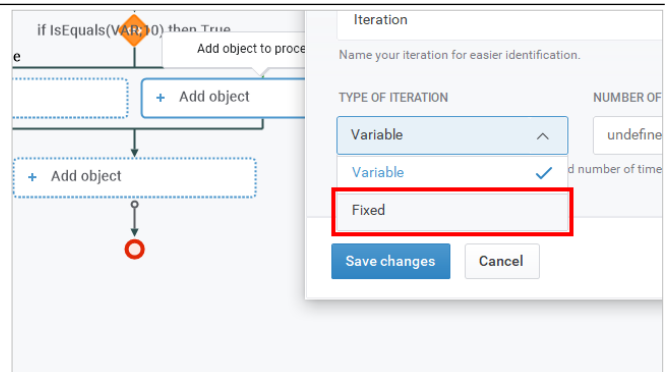 if IsEquals(VAR;10) then True
e
Add object to proce
+ Add object
+ Add object
Iteration
Name your iteration for easier identification.
TYPE OF ITERATION
NUMBER OF
Variable
undefine
Variable
d number of time
Fixed
Save changes
Cancel